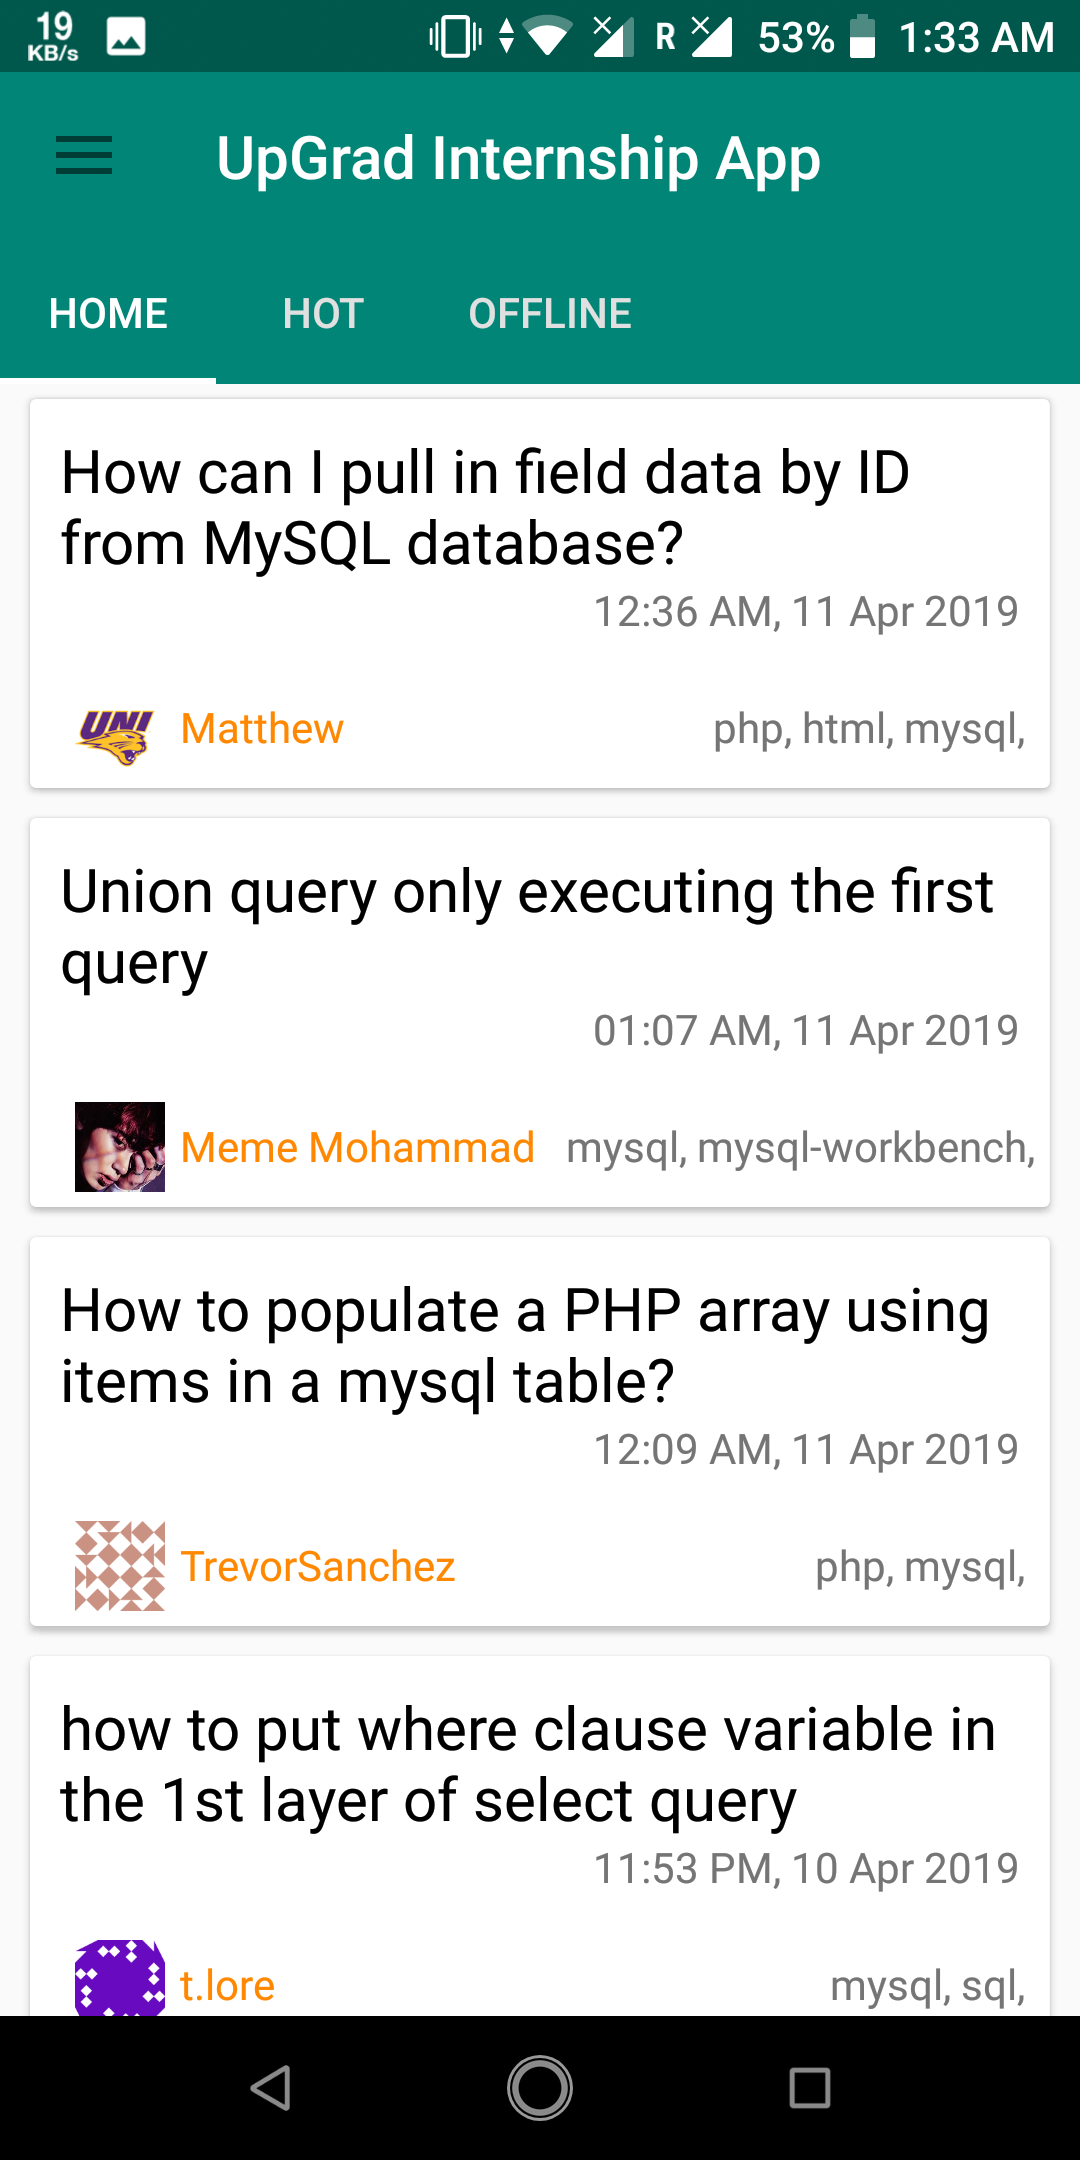 19
KB/s
R
53%
1:33 AM
UpGrad Internship App
HOME
HOT
OFFLINE
How can I pull in field data by ID
from MySQL database?
12:36 AM, 11 Apr 2019
UNI
Matthew
php, html, mysql,
Union query only executing the first
query
01:07 AM, 11 Apr 2019
Meme Mohammad
mysql, mysql-workbench,
How to populate a PHP array using
items in a mysql table?
12:09 AM, 11 Apr 2019
TrevorSanchez
php, mysql,
how to put where clause variable in
the 1st layer of select query
11:53 PM, 10 Apr 2019
t.lore
mysql, sql,